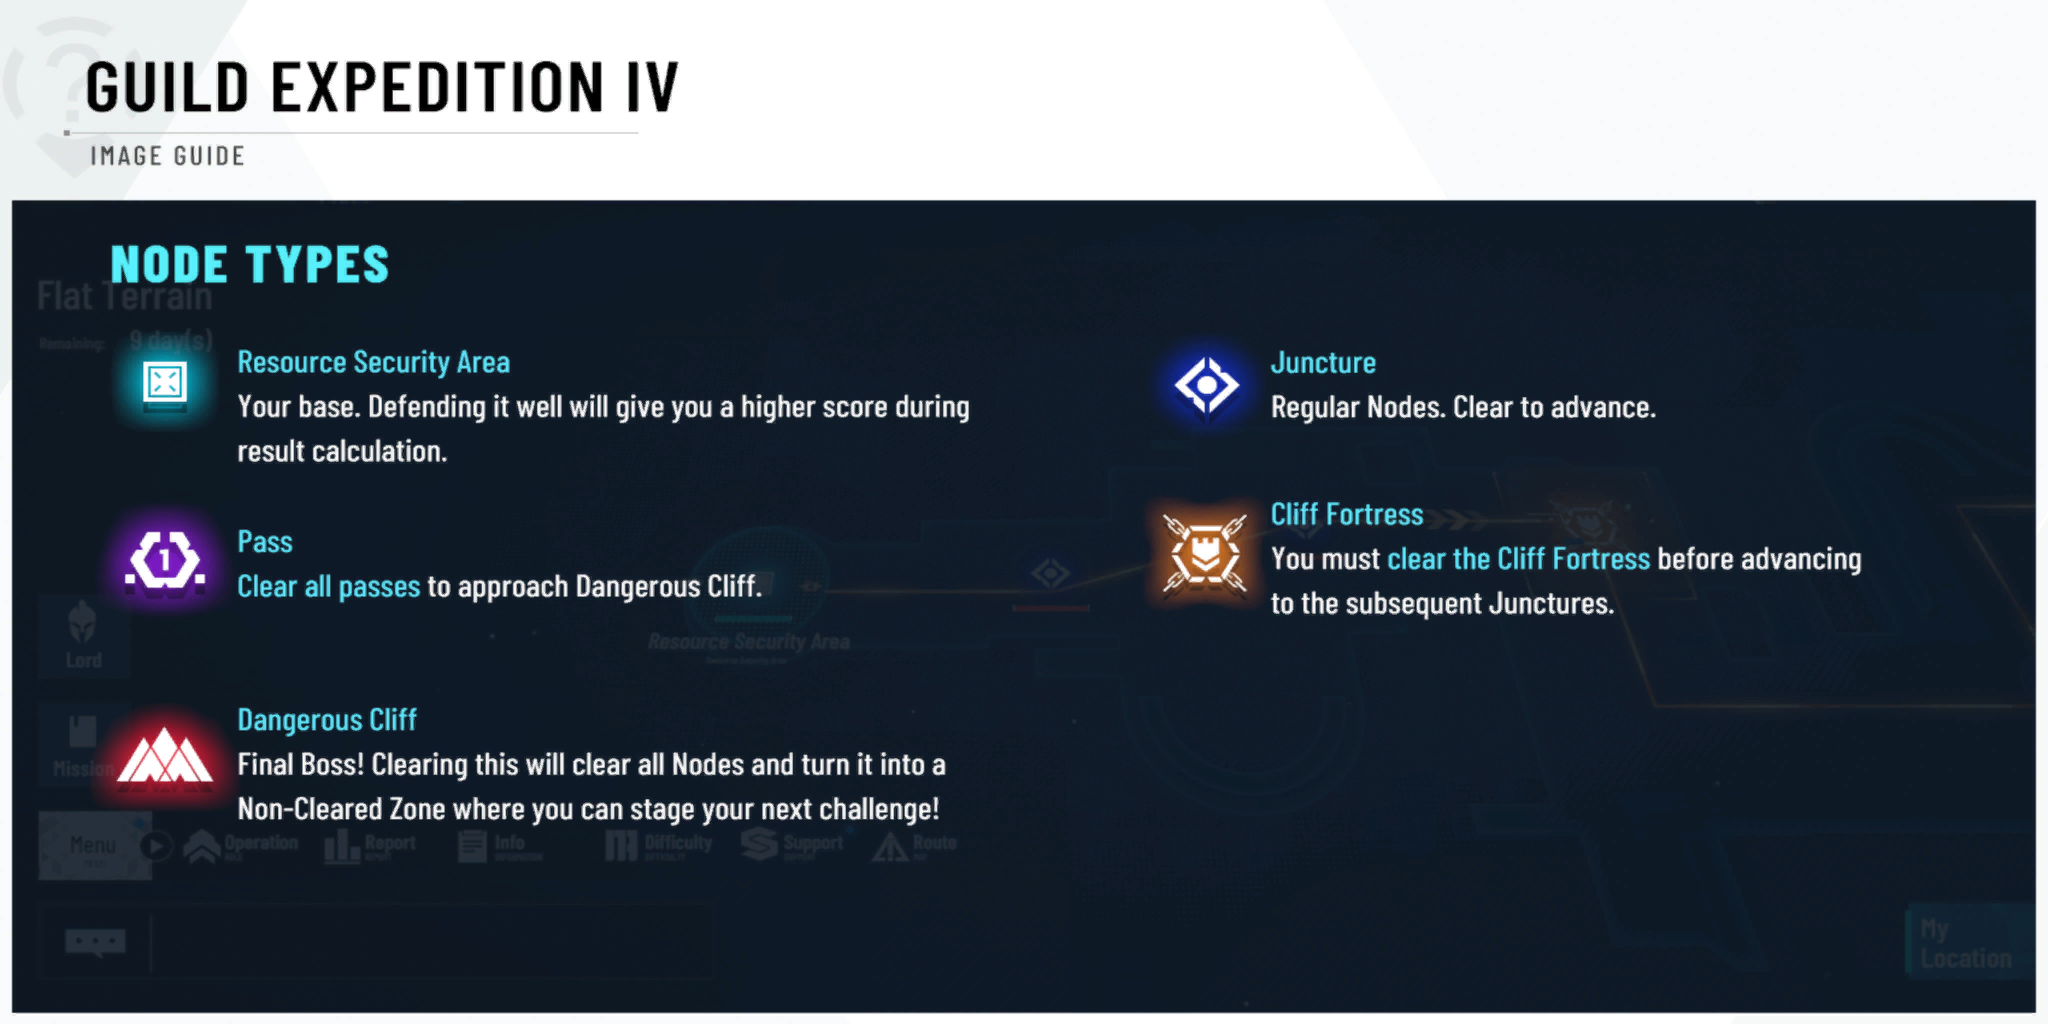 GUILD EXPEDITION IV
IMAGE GUIDE
NODE TYPES
Flat Terrain
Remaining: 9 day(s)
Resource Security Area
Your base. Defending it well will give you a higher score during
result calculation.
Juncture
Regular Nodes. Clear to advance.
Pass
1
Clear all passes to approach Dangerous Cliff.
Cliff Fortress
You must clear the Cliff Fortress before advancing
to the subsequent Junctures.
Resource Security Area
Lord
Dangerous Cliff
Final Boss! Clearing this will clear all Nodes and turn it into a
Non-Cleared Zone where you can stage your next challenge!
Mission
Menu
Operation
Report
Info
Difficulty
Support
Route
My
Location